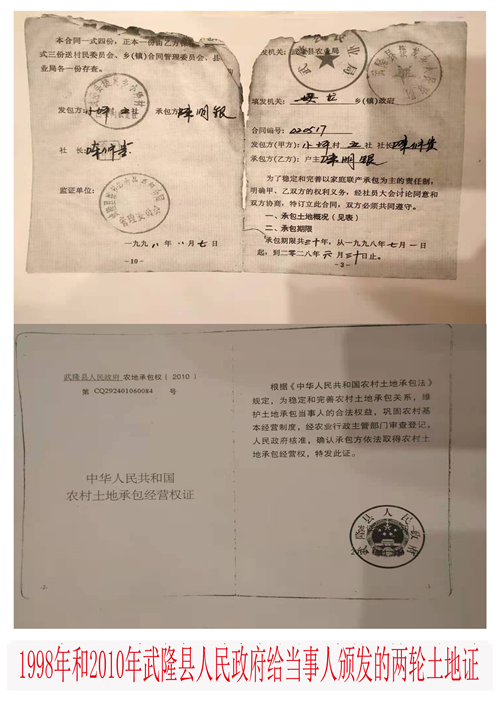 本合同一式四份，正本一份由乙方保
式三份送村民委员会、乡(镇)合同管理委员会、县
业局各一份存查。
发包方：
承包方：
社　长：
监证单位：
一九九八年八月七日
—10—
发机关：武隆县农业局
填发机关：
乡(镇)政府
合同编号：020517
发包方(甲方)：小坪村五社 社长
承包方(乙方)：户主
为了稳定和完善以家庭联产承包为主的责任制，
明确甲、乙双方的权利义务，经社员大会讨论同意和
双方协商，特订立此合同，双方必须共同遵守。
一、承包土地概况（见表）
二、承包期限
承包期限共三十年，从一九九八年七月一日
起，到二零二八年六月三十日止。
武隆县人民政府 农地承包权（2010）
第 CQ292401060084 号
中华人民共和国
农村土地承包经营权证
根据《中华人民共和国农村土地承包法》
规定，为稳定和完善农村土地承包关系，维
护土地承包当事人的合法权益，巩固农村基
本经营制度，经农业行政主管部门审查登记，
人民政府核准，确认承包方依法取得农村土
地承包经营权，特发此证。
武隆县人民政府
1998年和2010年武隆县人民政府给当事人颁发的两轮土地证